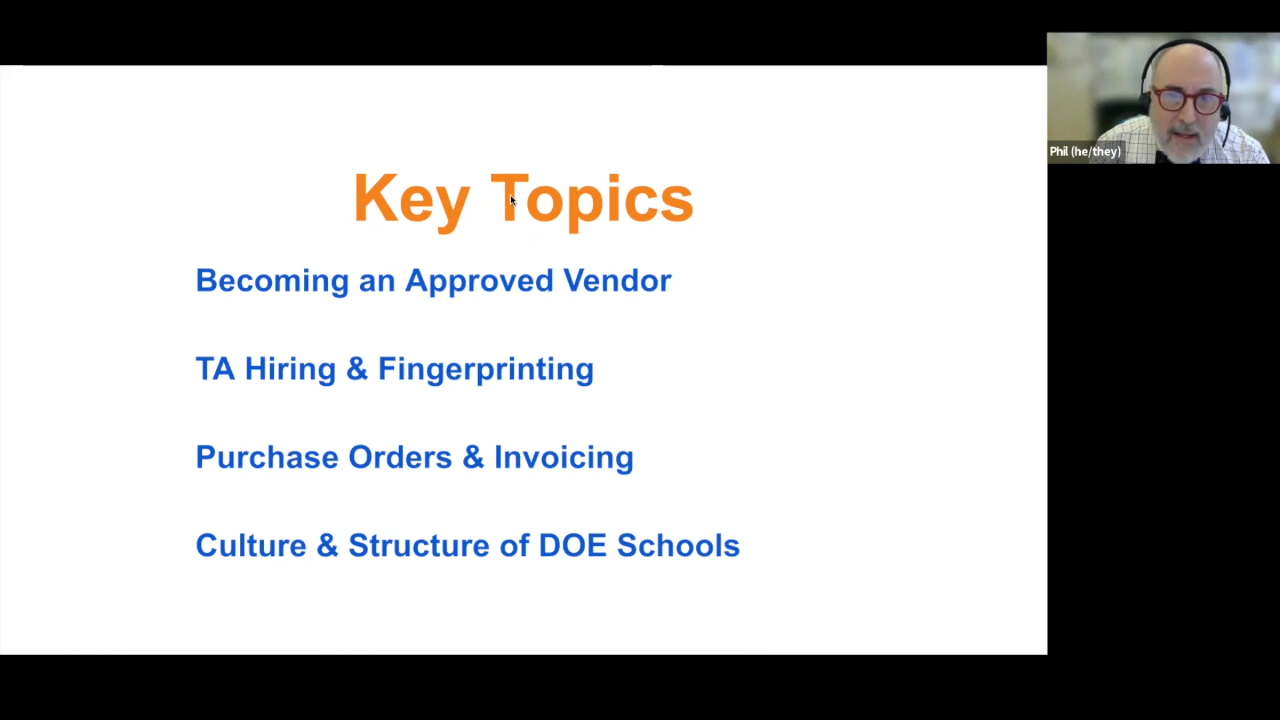 Key Topics
Becoming an Approved Vendor
TA Hiring & Fingerprinting
Purchase Orders & Invoicing
Culture & Structure of DOE Schools
Phil (he/they)